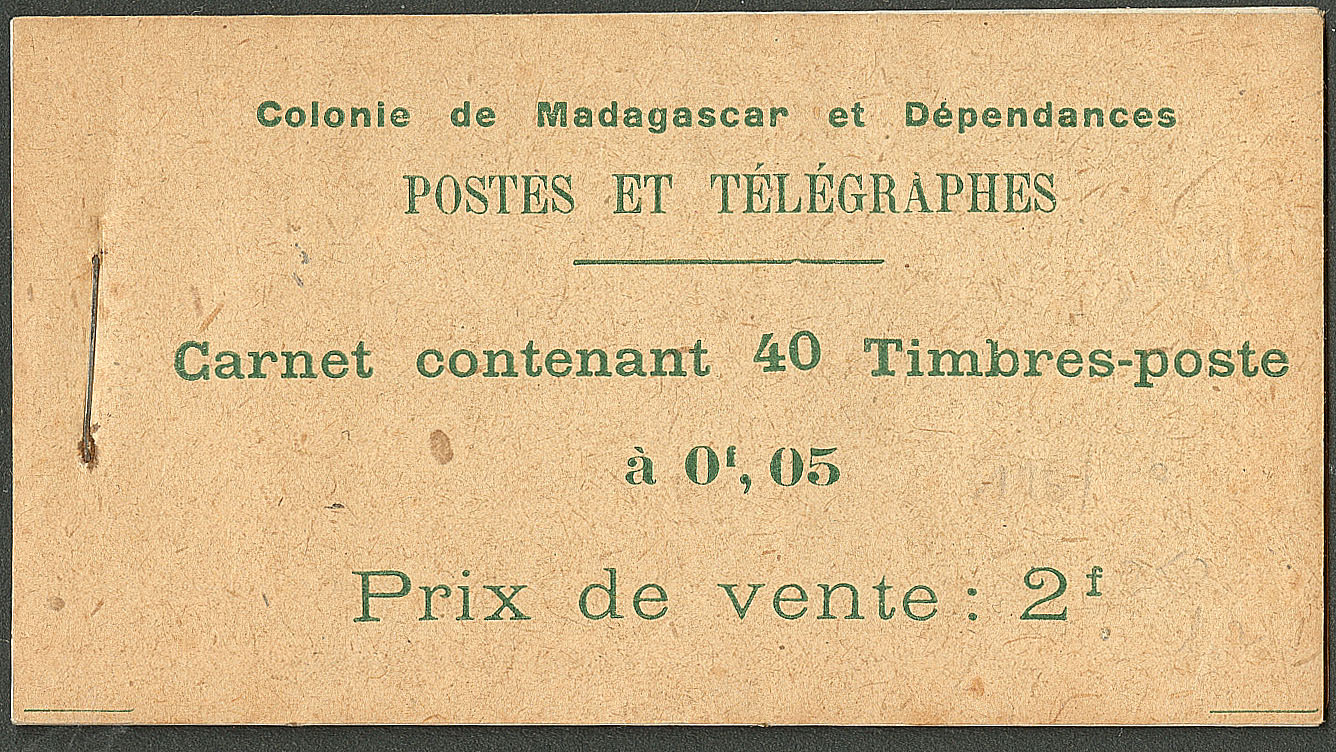 Colonie de Madagascar et Dépendances
POSTES ET TÉLÉGRAPHES
Carnet contenant 40 Timbres-poste
à 0ᶠ, 05
Prix de vente : 2ᶠ